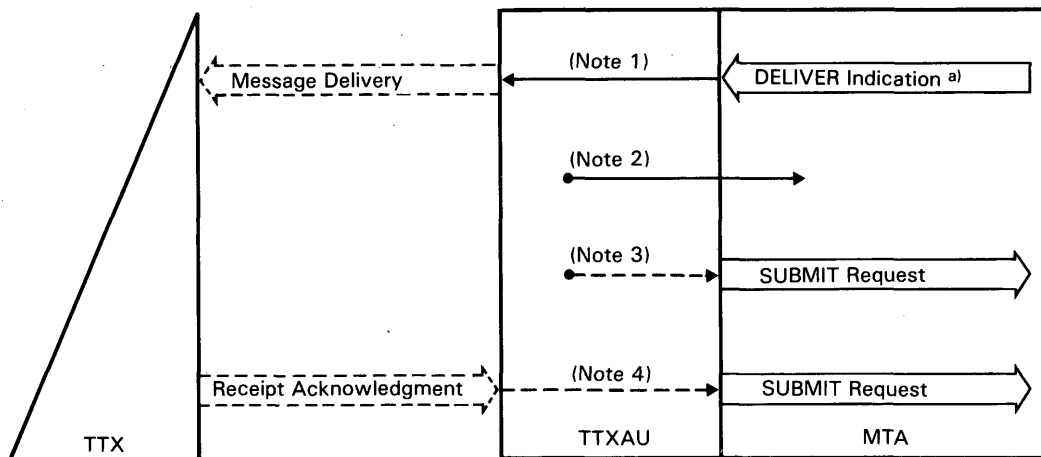 (Note 1)
Message Delivery
DELIVER Indication a)
(Note 2)
(Note 3)
SUBMIT Request
(Note 4)
Receipt Acknowledgment
SUBMIT Request
TTX
TTXAU
MTA